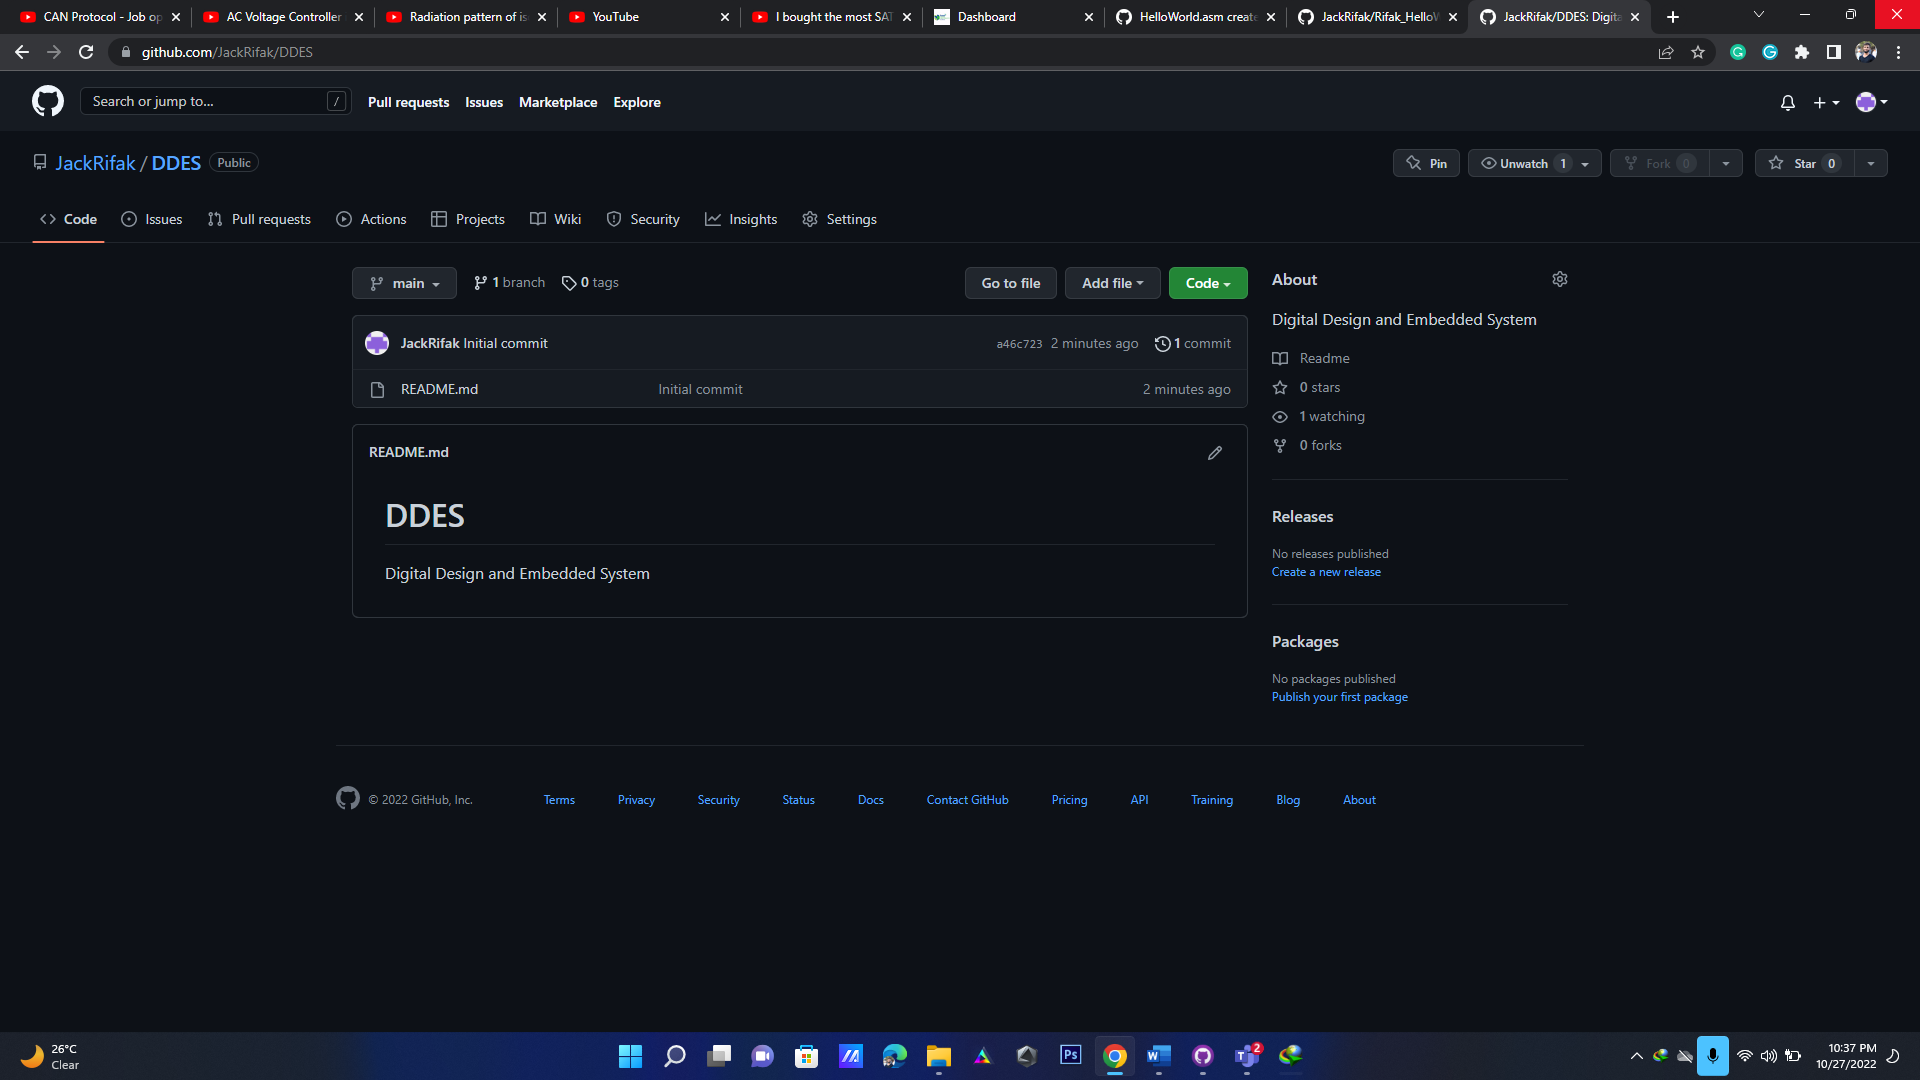 CAN Protocol - Job op
AC Voltage Controller
Radiation pattern of is
YouTube
I bought the most SAT
Dashboard
HelloWorld.asm create
JackRifak/Rifak_HelloW
JackRifak/DDES: Digita
github.com/JackRifak/DDES
Search or jump to...
/
Pull requests
Issues
Marketplace
Explore
JackRifak / DDES
Public
Pin
Unwatch 1
Fork 0
Star 0
Code
Issues
Pull requests
Actions
Projects
Wiki
Security
Insights
Settings
main
1 branch
0 tags
Go to file
Add file
Code
JackRifak Initial commit
a46c723 2 minutes ago
1 commit
README.md
Initial commit
2 minutes ago
README.md
DDES
Digital Design and Embedded System
About
Digital Design and Embedded System
Readme
0 stars
1 watching
0 forks
Releases
No releases published
Create a new release
Packages
No packages published
Publish your first package
© 2022 GitHub, Inc.
Terms
Privacy
Security
Status
Docs
Contact GitHub
Pricing
API
Training
Blog
About
26°C
Clear
Ps
2
10:37 PM
10/27/2022